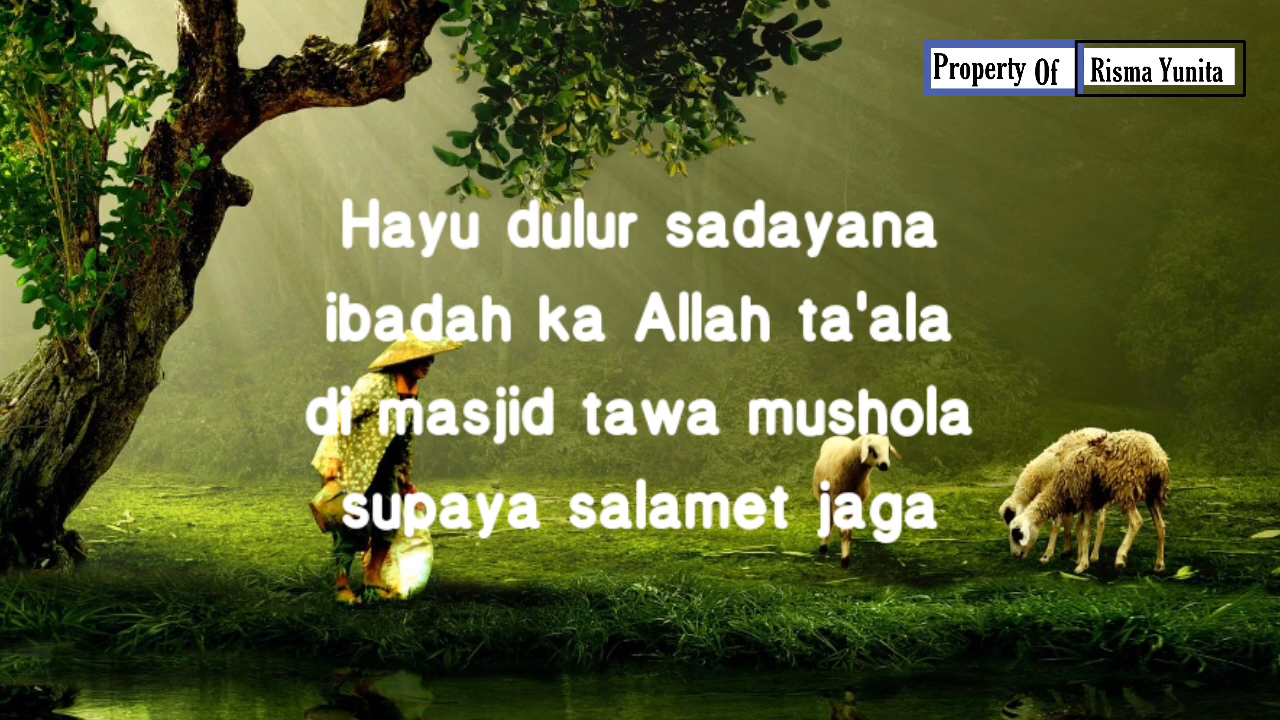 Property Of Risma Yunita
Hayu dulur sadayana
ibadah ka Allah ta'ala
di masjid tawa mushola
supaya salamet jaga